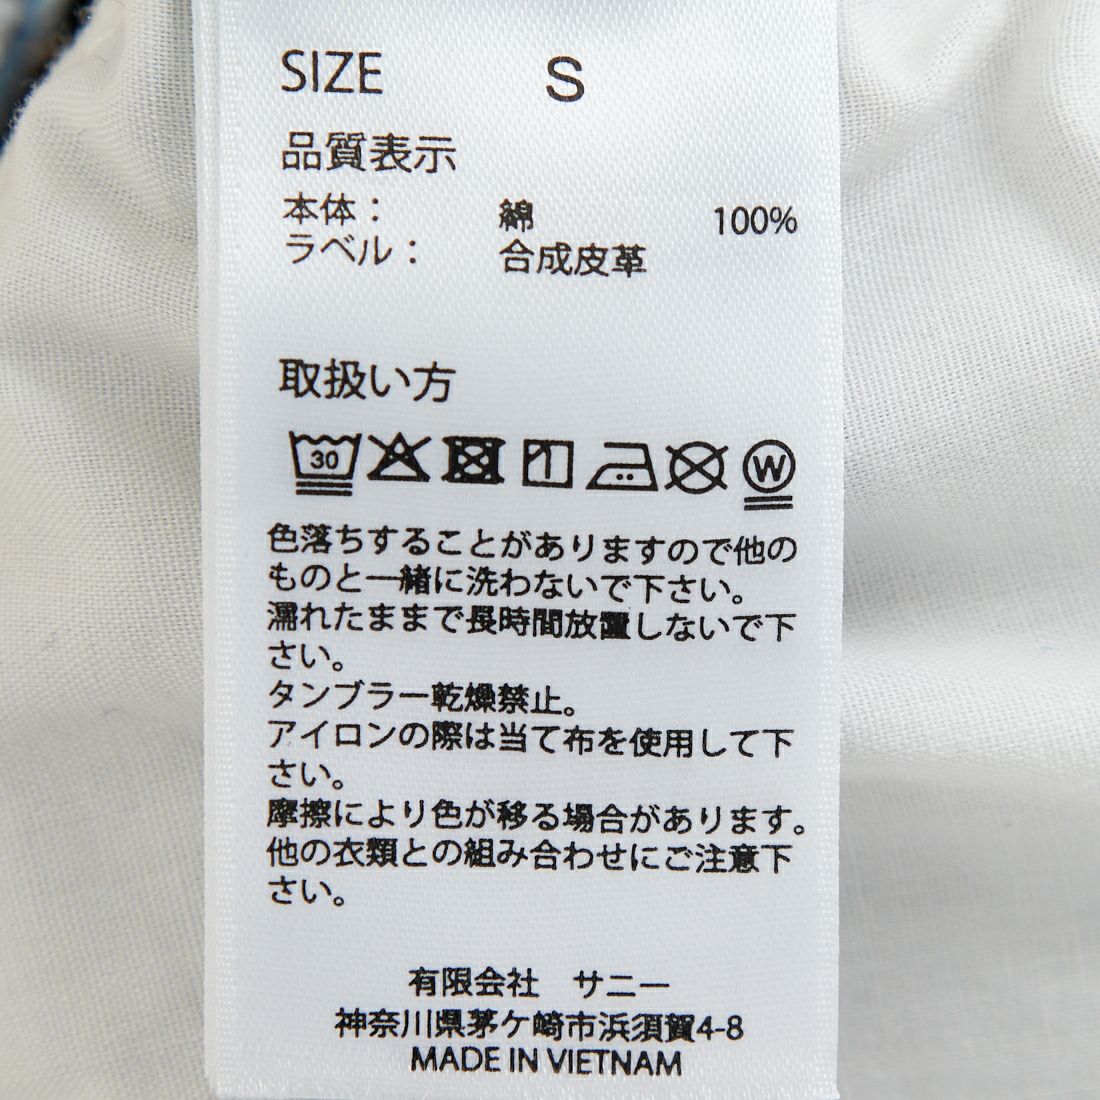 SIZE S
品質表示
本体： 綿 100%
ラベル： 合成皮革
取扱い方
30 W
色落ちすることがありますので他の
ものと一緒に洗わないで下さい。
濡れたままで長時間放置しないで下
さい。
タンブラー乾燥禁止。
アイロンの際は当て布を使用して下
さい。
摩擦により色が移る場合があります。
他の衣類との組み合わせにご注意下
さい。
有限会社 サニー
神奈川県茅ケ崎市浜須賀4-8
MADE IN VIETNAM